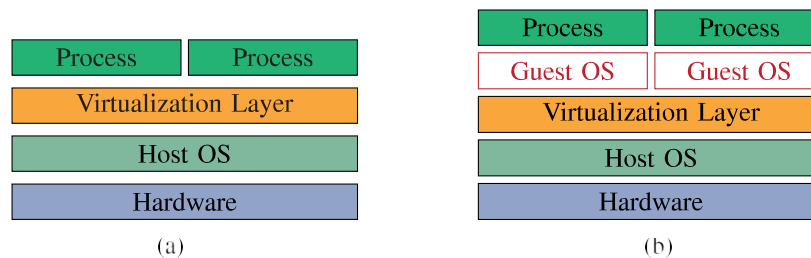 Process Process
Virtualization Layer
Host OS
Hardware
(a)
Process Process
Guest OS Guest OS
Virtualization Layer
Host OS
Hardware
(b)